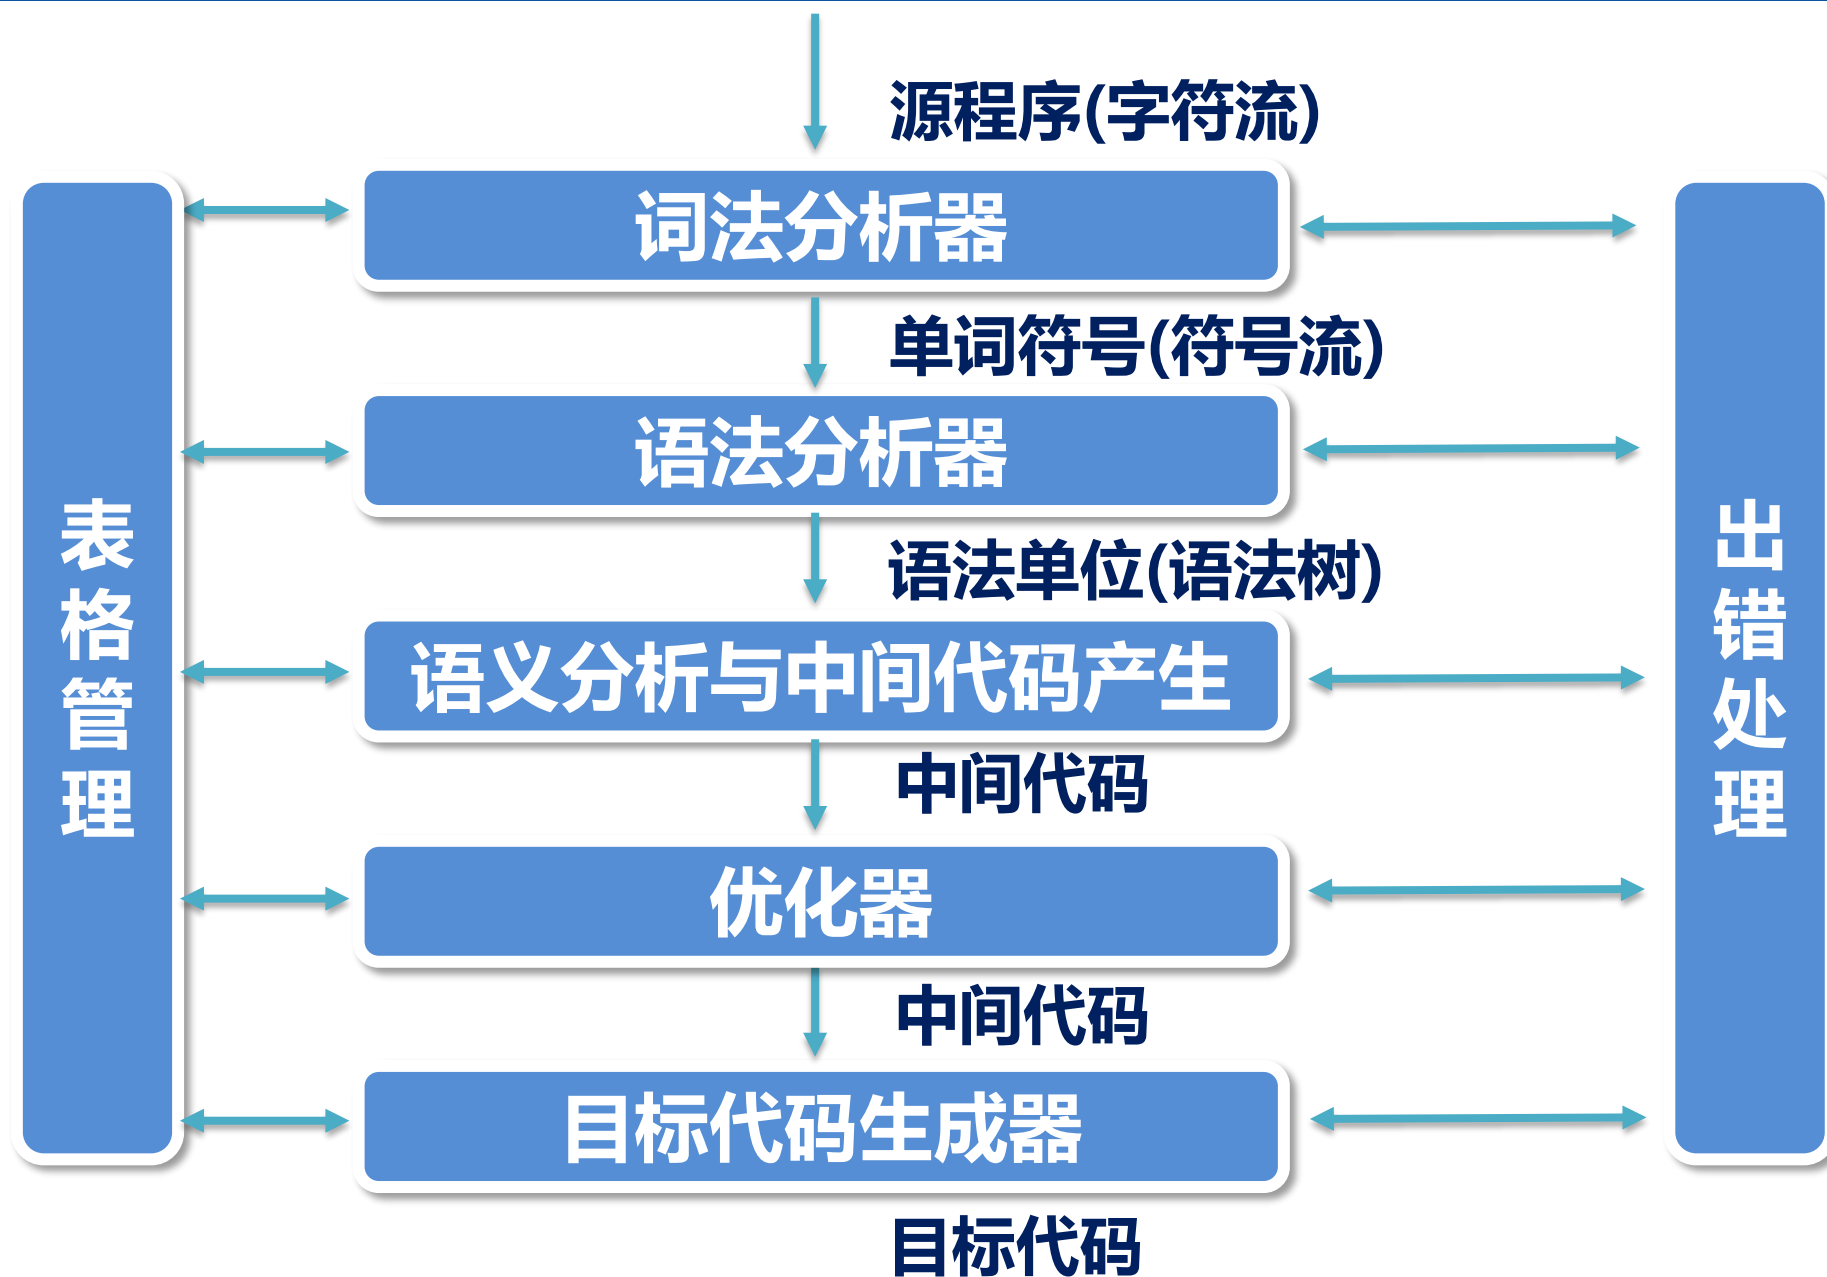 源程序(字符流)
词法分析器
单词符号(符号流)
语法分析器
语法单位(语法树)
语义分析与中间代码产生
中间代码
优化器
中间代码
目标代码生成器
目标代码
表格管理
出错处理